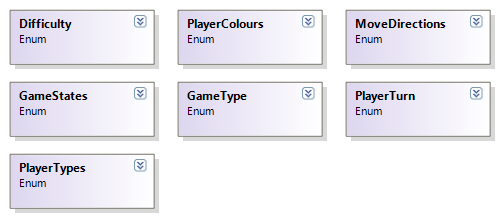 Difficulty
Enum
PlayerColours
Enum
MoveDirections
Enum
GameStates
Enum
GameType
Enum
PlayerTurn
Enum
PlayerTypes
Enum